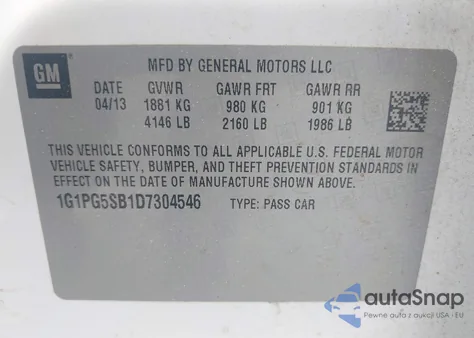 GM
MFD BY GENERAL MOTORS LLC
DATE GVWR GAWR FRT GAWR RR
04/13 1881 KG 980 KG 901 KG
4146 LB 2160 LB 1986 LB
THIS VEHICLE CONFORMS TO ALL APPLICABLE U.S. FEDERAL MOTOR
VEHICLE SAFETY, BUMPER, AND THEFT PREVENTION STANDARDS IN
EFFECT ON THE DATE OF MANUFACTURE SHOWN ABOVE.
1G1PG5SB1D7304546 TYPE: PASS CAR
autoSnap
Pewne auta z aukcji USA - EU